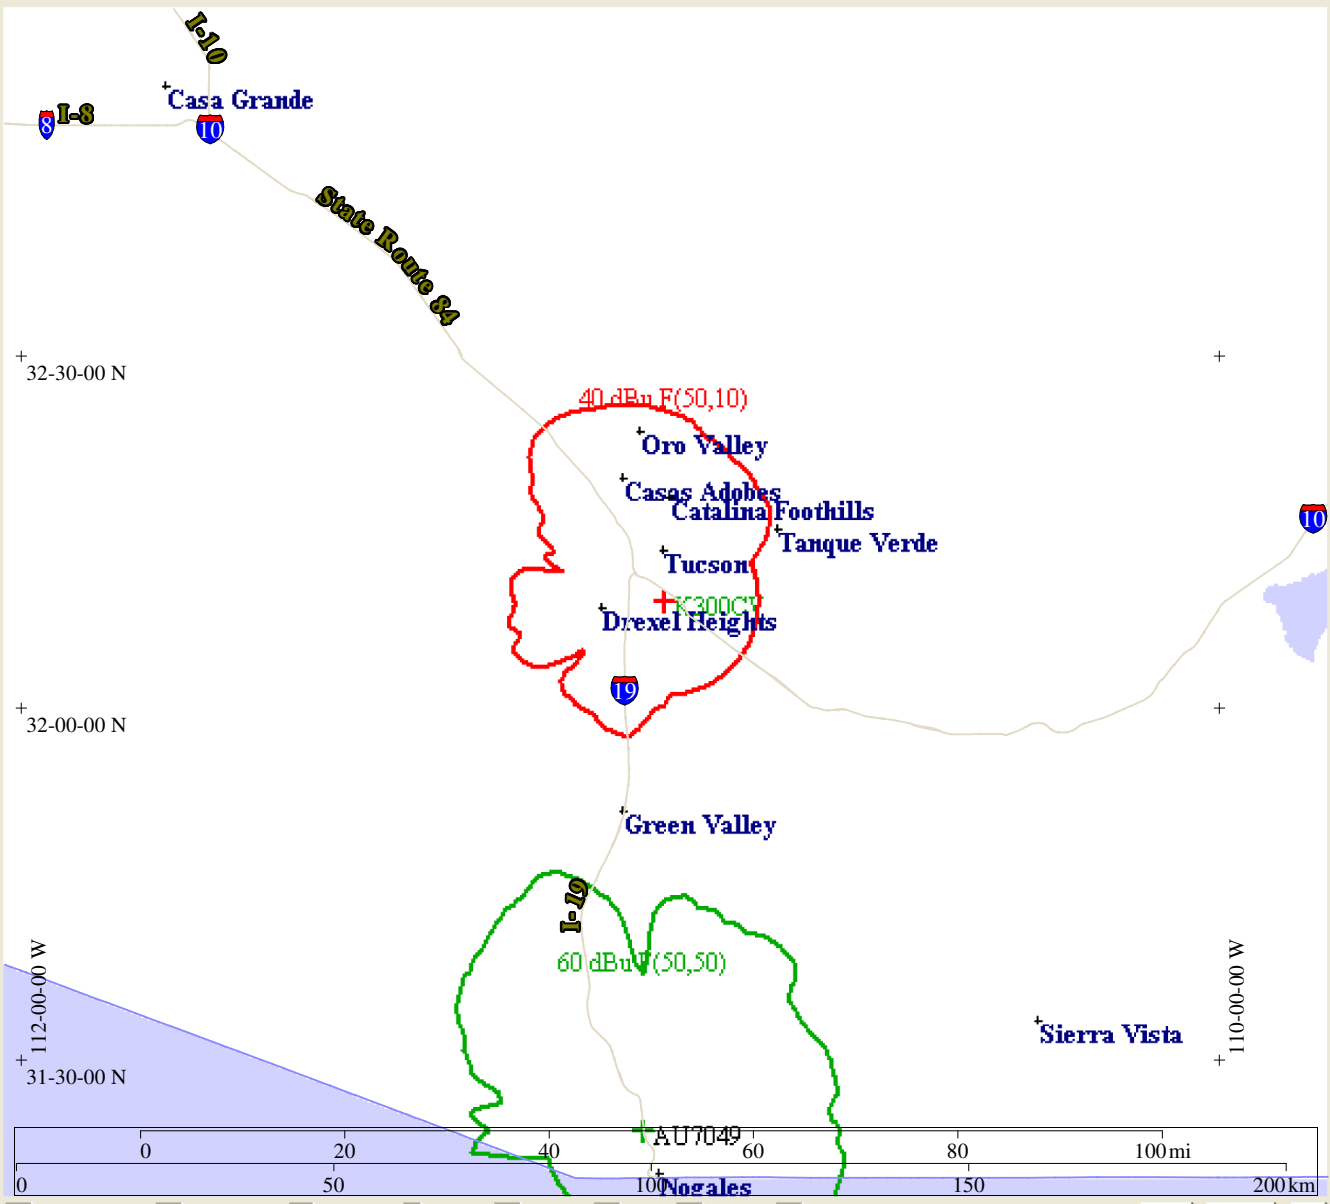 I-10
Casa Grande
I-8
8
10
State Route 84
32-30-00 N
40 dBu F(50,10)
Oro Valley
Casas Adobes
Catalina Foothills
10
Tanque Verde
Tucson
K300CV
Drexel Heights
19
32-00-00 N
Green Valley
I-19
60 dBu F(50,50)
112-00-00 W
110-00-00 W
Sierra Vista
31-30-00 N
AU7049
0 20 40 60 80 100 mi
Nogales
0 50 100 150 200 km